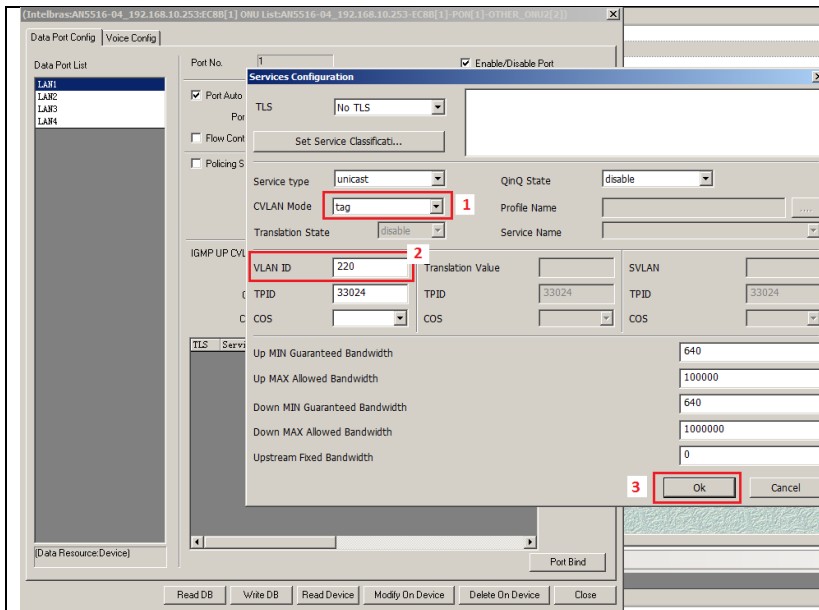 (Intelbras:AN5516-04_192.168.10.253:EC8B[1] ONU List:AN5516-04_192.168.10.253-EC8B[1]-PON[1]-OTHER_ONU2[2])
Data Port Config Voice Config
Data Port List
LAN1
LAN2
LAN3
LAN4
(Data Resource:Device)
Port No. 1 Enable/Disable Port
Port Auto
Flow Cont
Policing S
IGMP UP CVL
TLS Servi
Services Configuration
TLS No TLS
Set Service Classificati...
Service type unicast QinQ State disable
CVLAN Mode tag 1 Profile Name ....
Translation State disable Service Name
2
VLAN ID 220 Translation Value SVLAN
TPID 33024 TPID 33024 TPID 33024
COS COS COS
Up MIN Guaranteed Bandwidth 640
Up MAX Allowed Bandwidth 100000
Down MIN Guaranteed Bandwidth 640
Down MAX Allowed Bandwidth 1000000
Upstream Fixed Bandwidth 0
3 Ok Cancel
Port Bind
Read DB Write DB Read Device Modify On Device Delete On Device Close